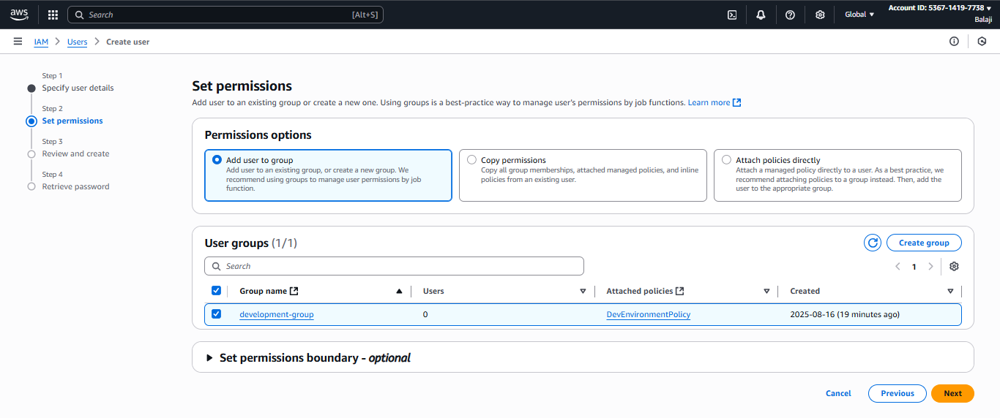 aws
Search
[Alt+S]
Global
Account ID: 5367-1419-7738
Balaji
IAM
Users
Create user
Step 1
Specify user details
Step 2
Set permissions
Step 3
Review and create
Step 4
Retrieve password
Set permissions
Add user to an existing group or create a new one. Using groups is a best-practice way to manage user's permissions by job functions. Learn more
Permissions options
Add user to group
Add user to an existing group, or create a new group. We
recommend using groups to manage user permissions by job
function.
Copy permissions
Copy all group memberships, attached managed policies, and inline
policies from an existing user.
Attach policies directly
Attach a managed policy directly to a user. As a best practice, we
recommend attaching policies to a group instead. Then, add the
user to the appropriate group.
User groups (1/1)
Create group
Search
1
Group name
Users
Attached policies
Created
development-group
0
DevEnvironmentPolicy
2025-08-16 (19 minutes ago)
Set permissions boundary - optional
Cancel
Previous
Next